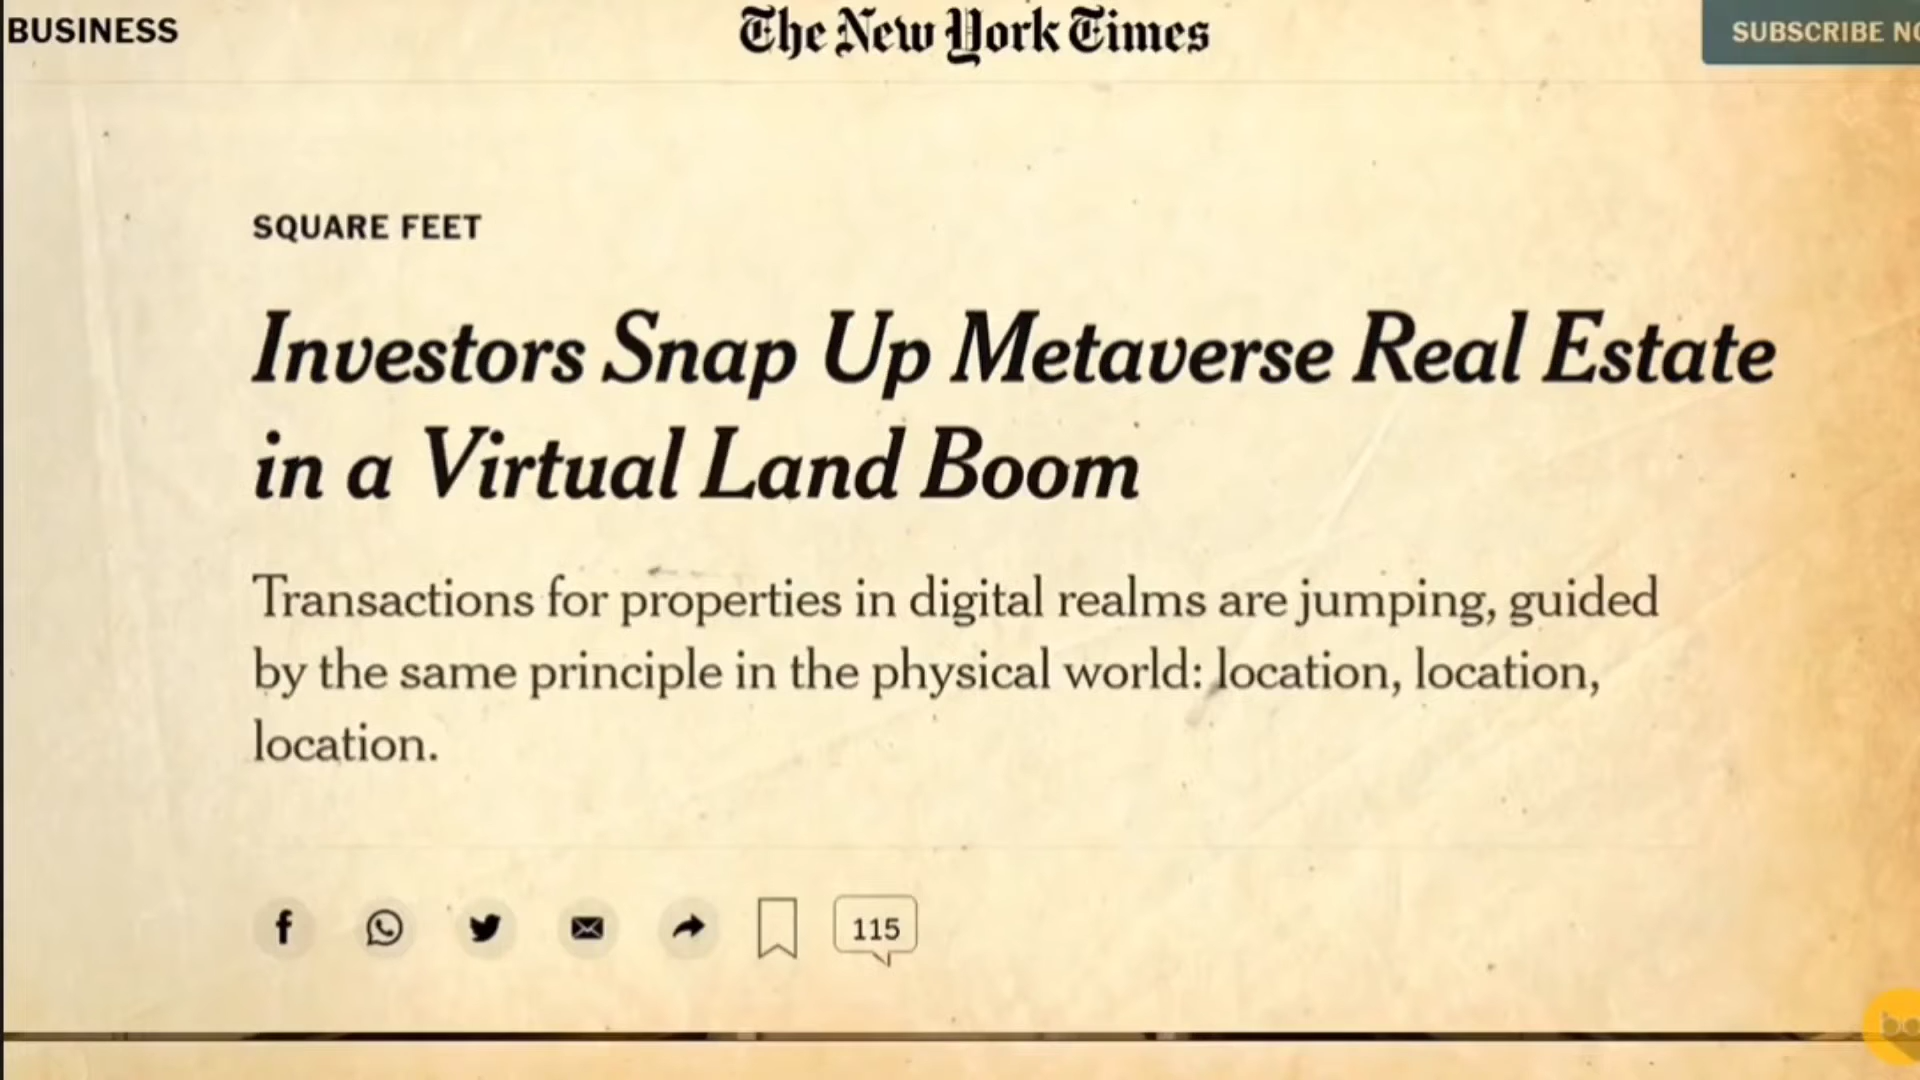 BUSINESS
The New York Times
SUBSCRIBE
SQUARE FEET
Investors Snap Up Metaverse Real Estate
in a Virtual Land Boom
Transactions for properties in digital realms are jumping, guided
by the same principle in the physical world: location, location,
location.
115